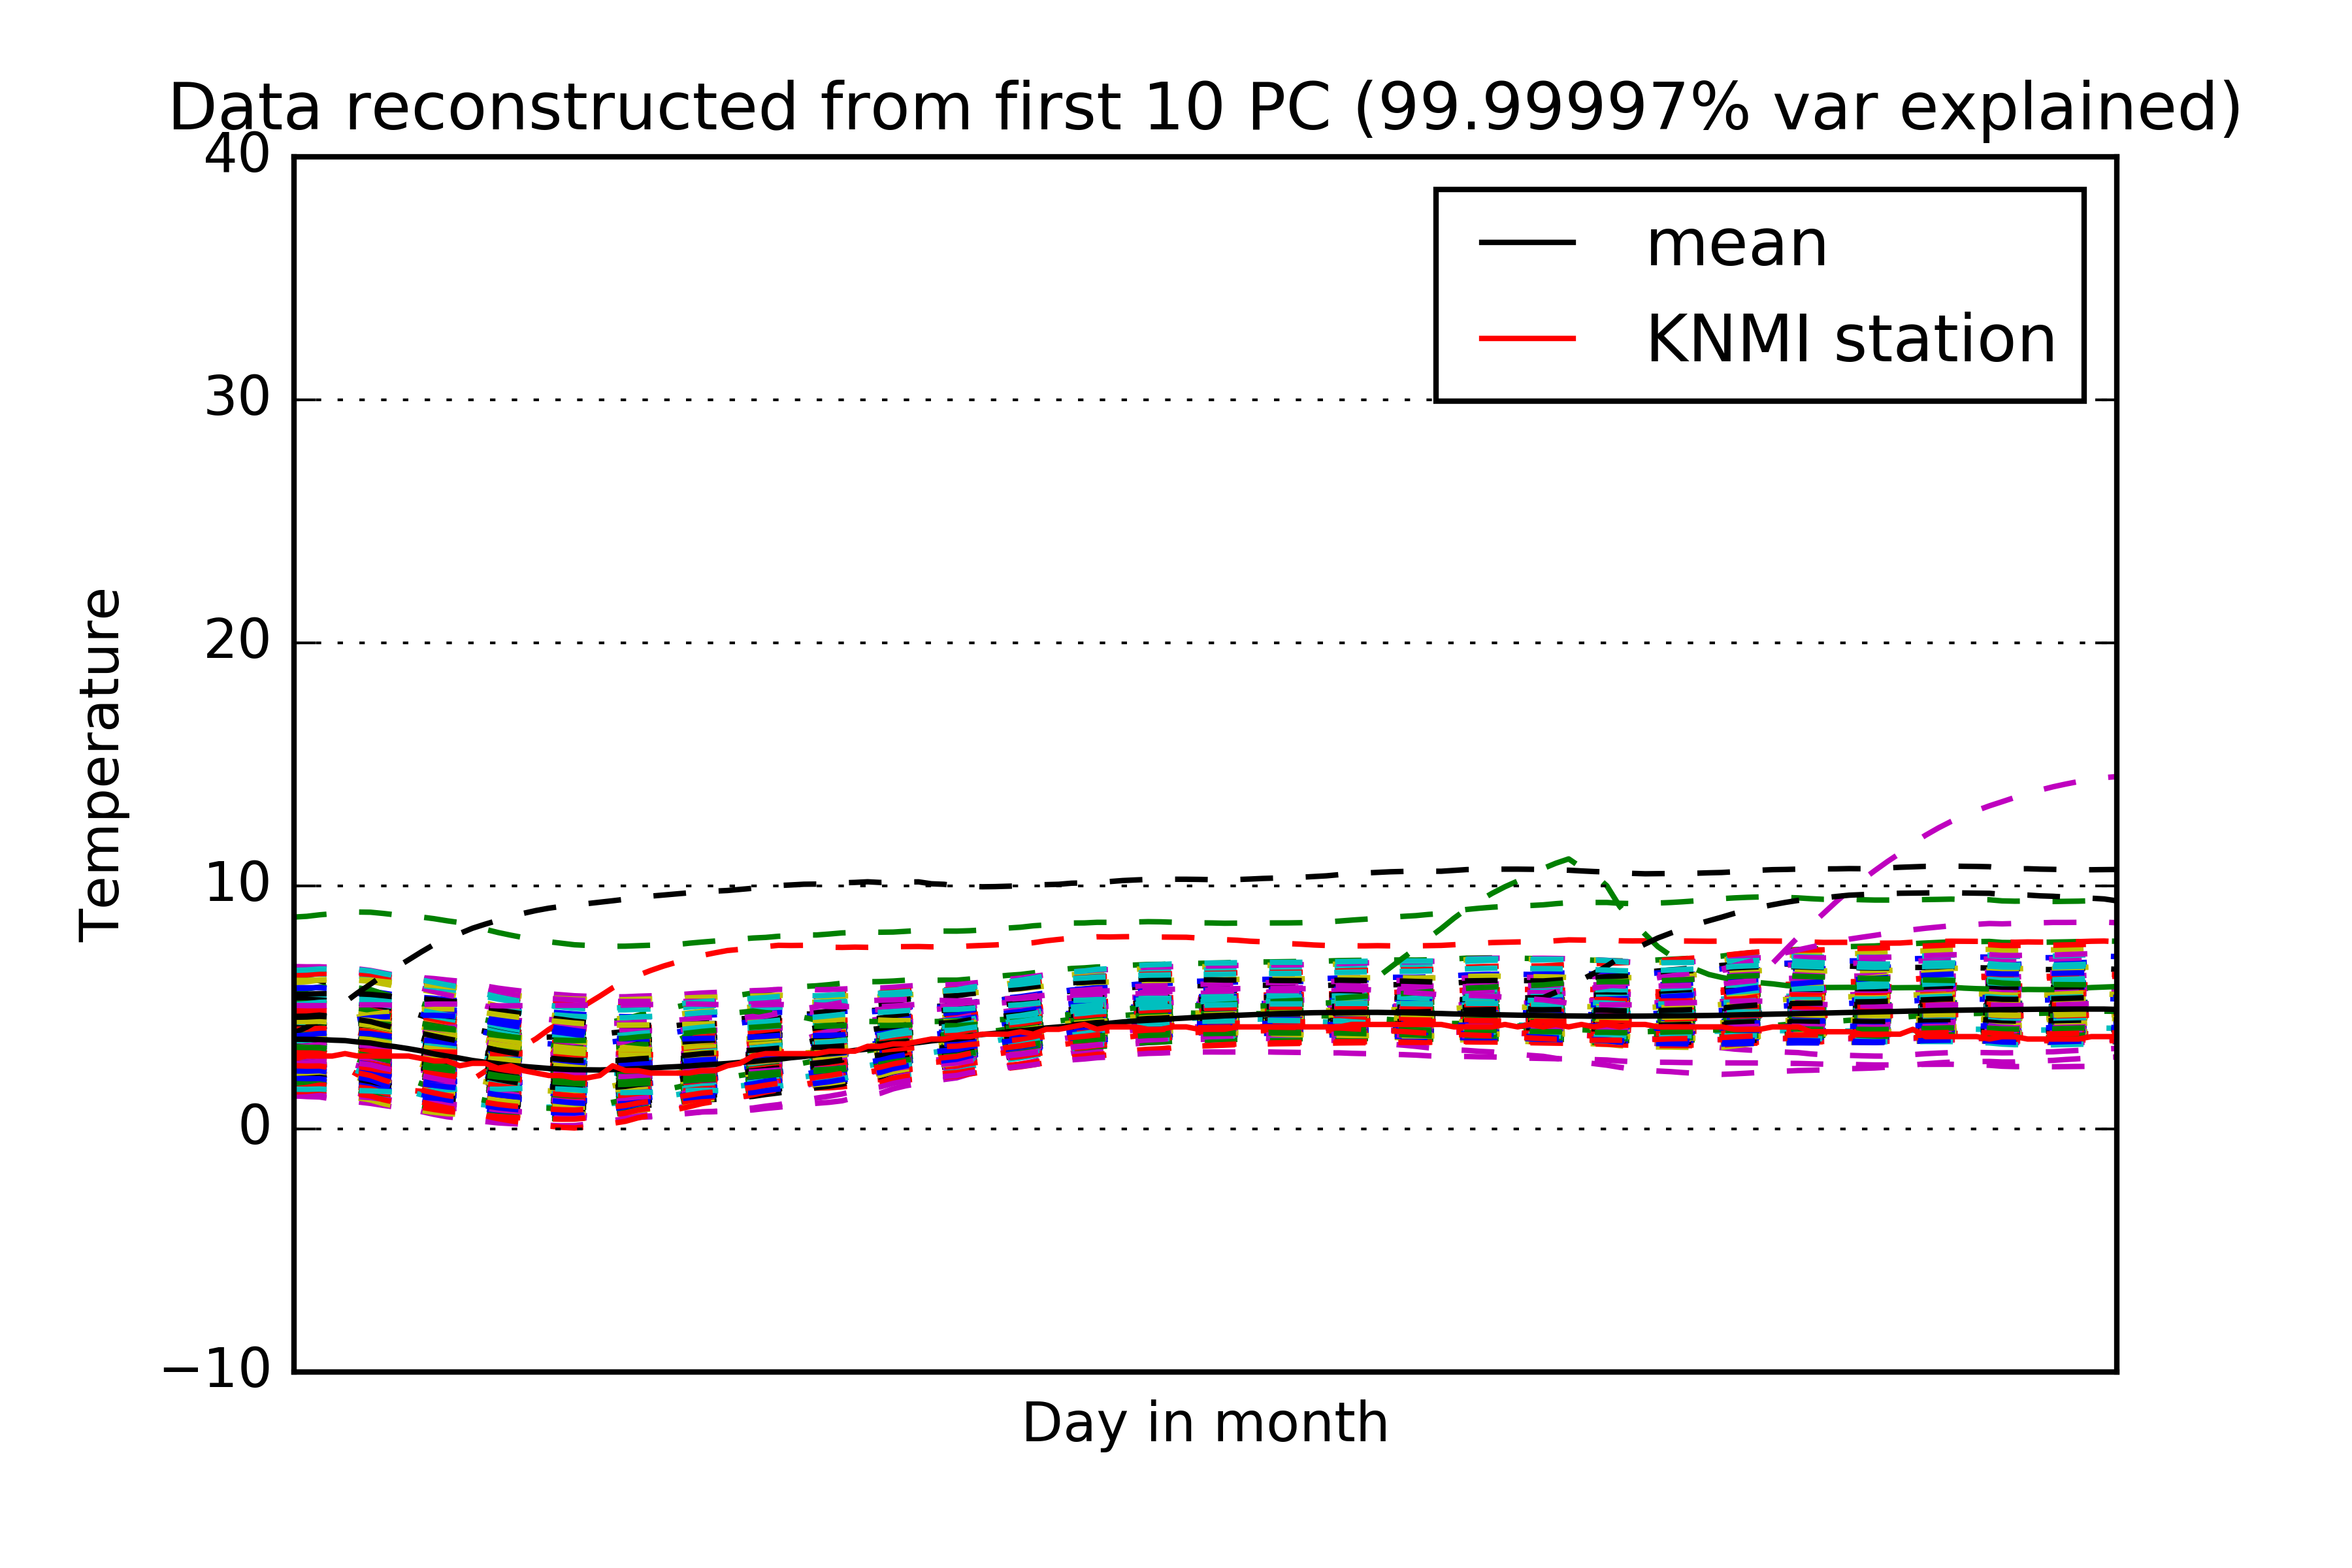 Data reconstructed from first 10 PC (99.99997% var explained)
40
mean
KNMI station
30
20
Temperature
10
0
−10
Day in month